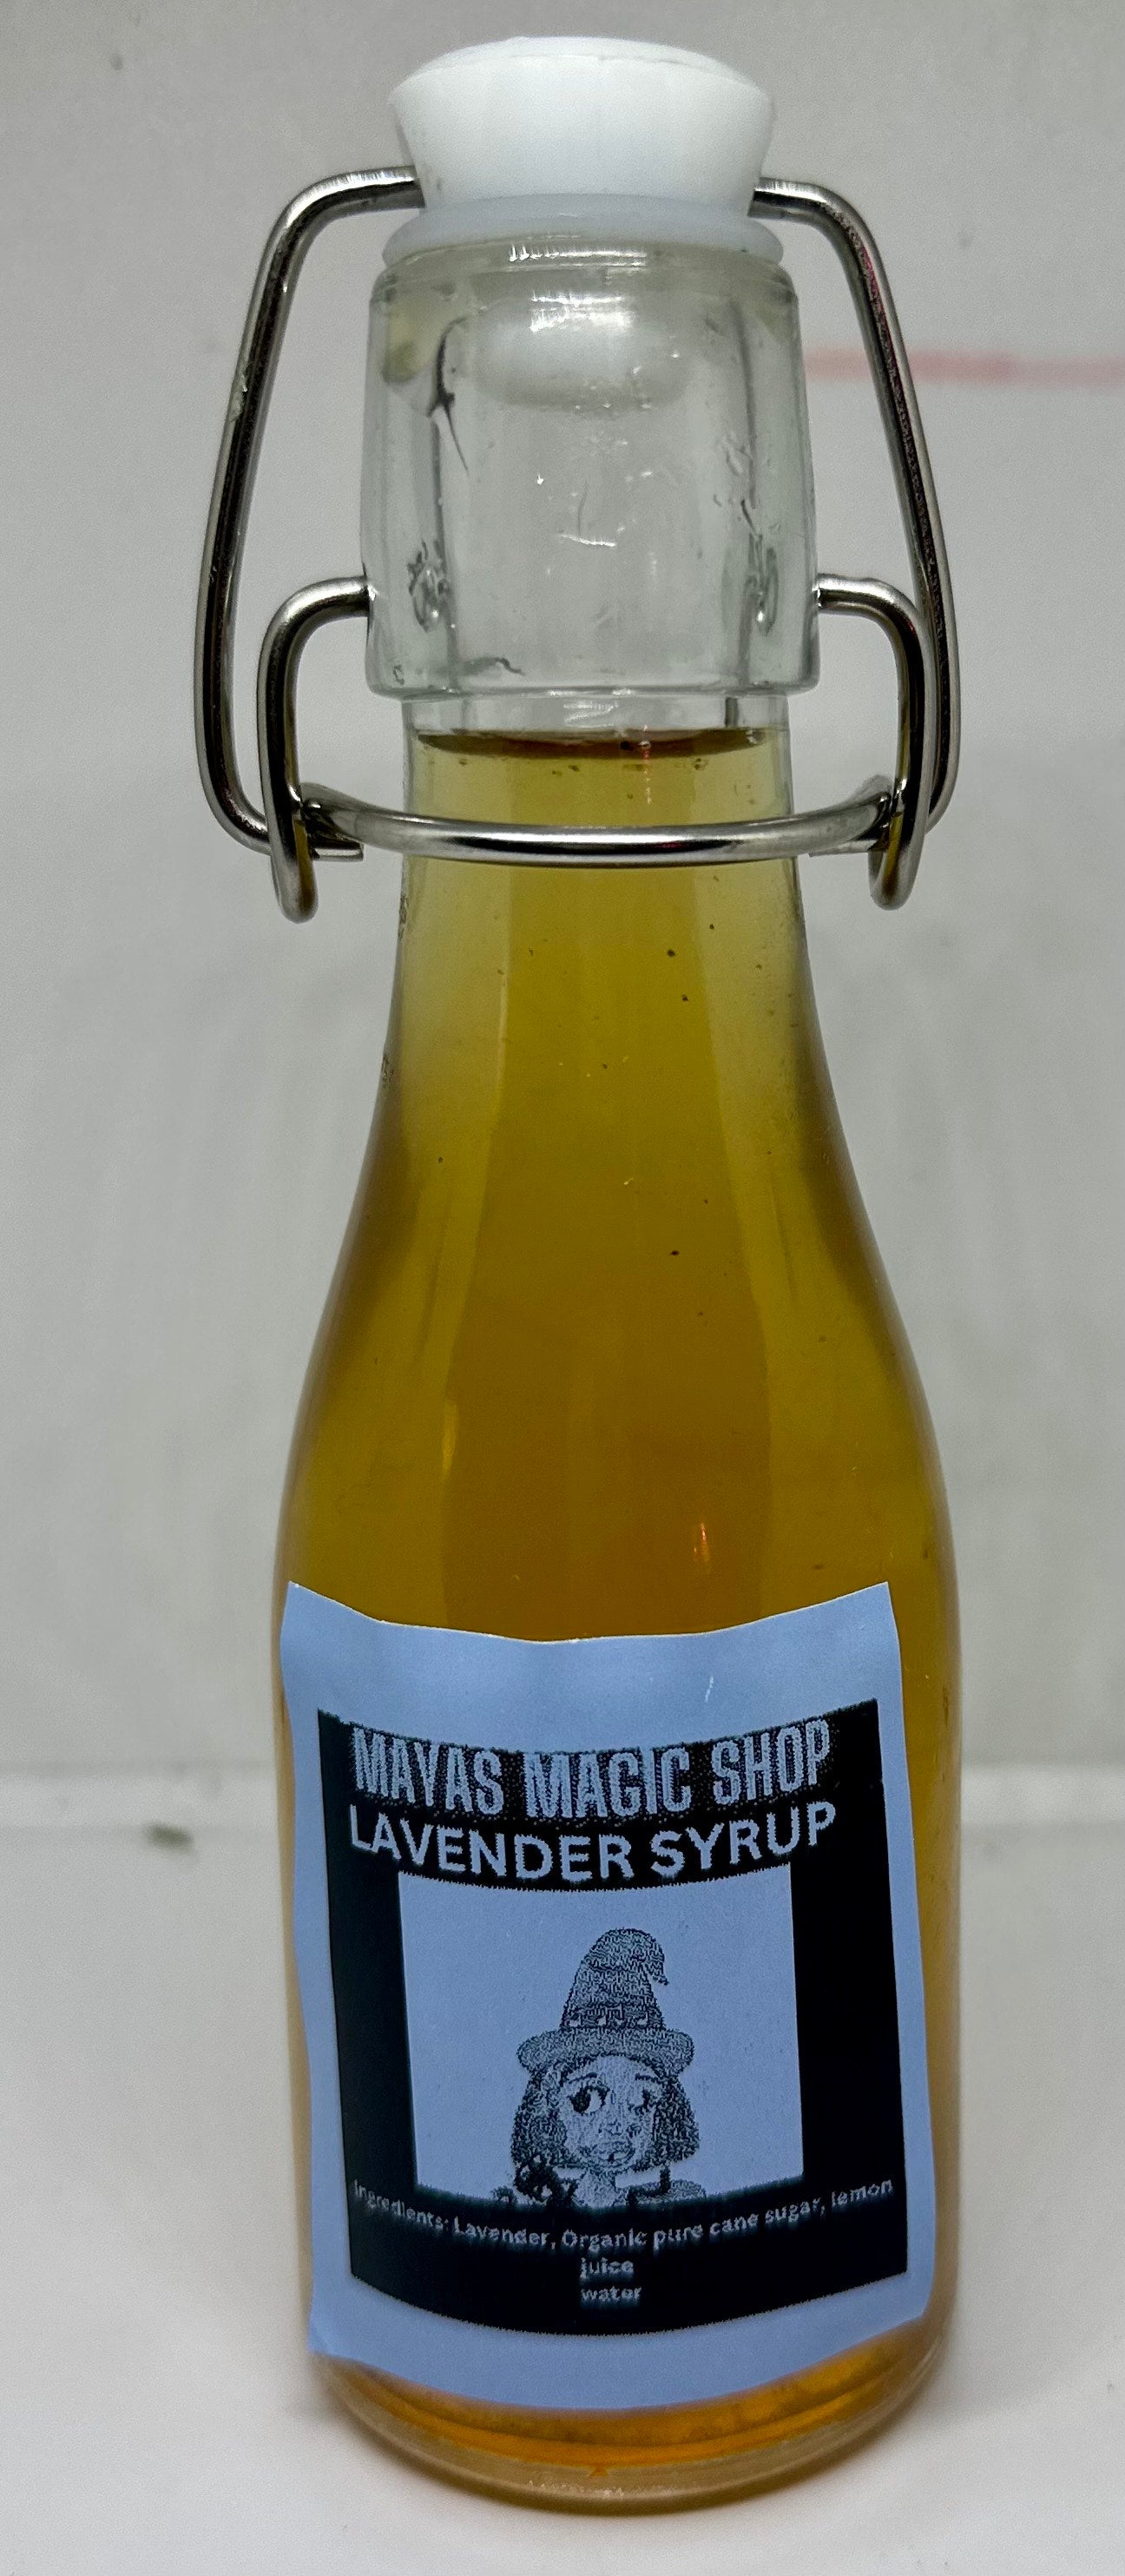 MAYAS MAGIC SHOP
LAVENDER SYRUP
Ingredients: Lavender, Organic pure cane sugar, lemon
juice
water